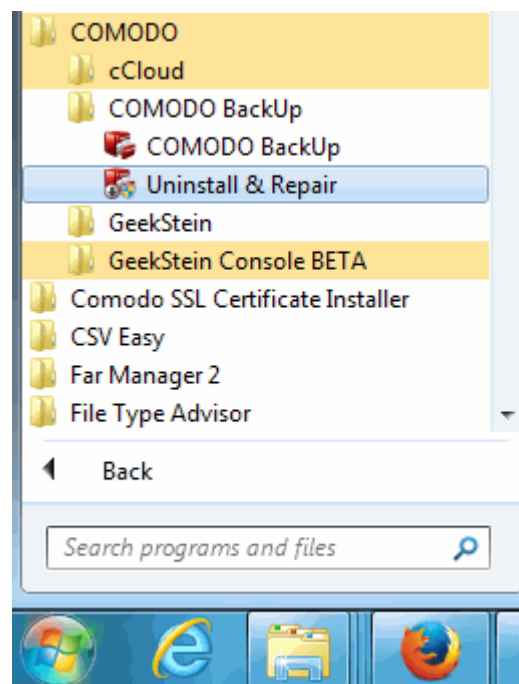 COMODO
cCloud
COMODO BackUp
COMODO BackUp
Uninstall & Repair
GeekStein
GeekStein Console BETA
Comodo SSL Certificate Installer
CSV Easy
Far Manager 2
File Type Advisor
Back
Search programs and files